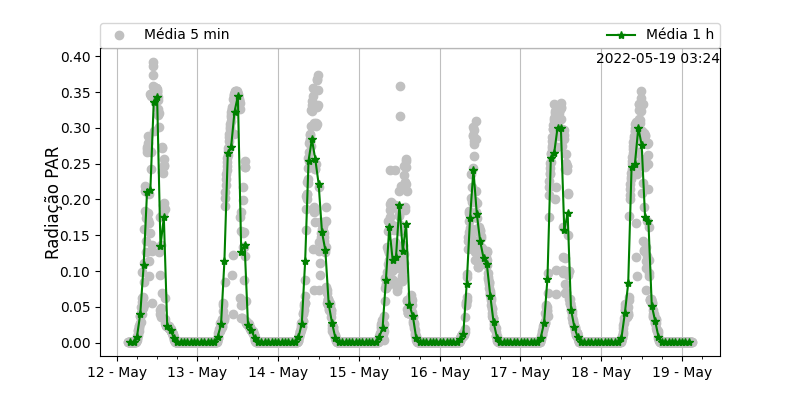 Média 5 min
Média 1 h
2022-05-19 03:24
Radiação PAR
0.40
0.35
0.30
0.25
0.20
0.15
0.10
0.05
0.00
12 - May
13 - May
14 - May
15 - May
16 - May
17 - May
18 - May
19 - May